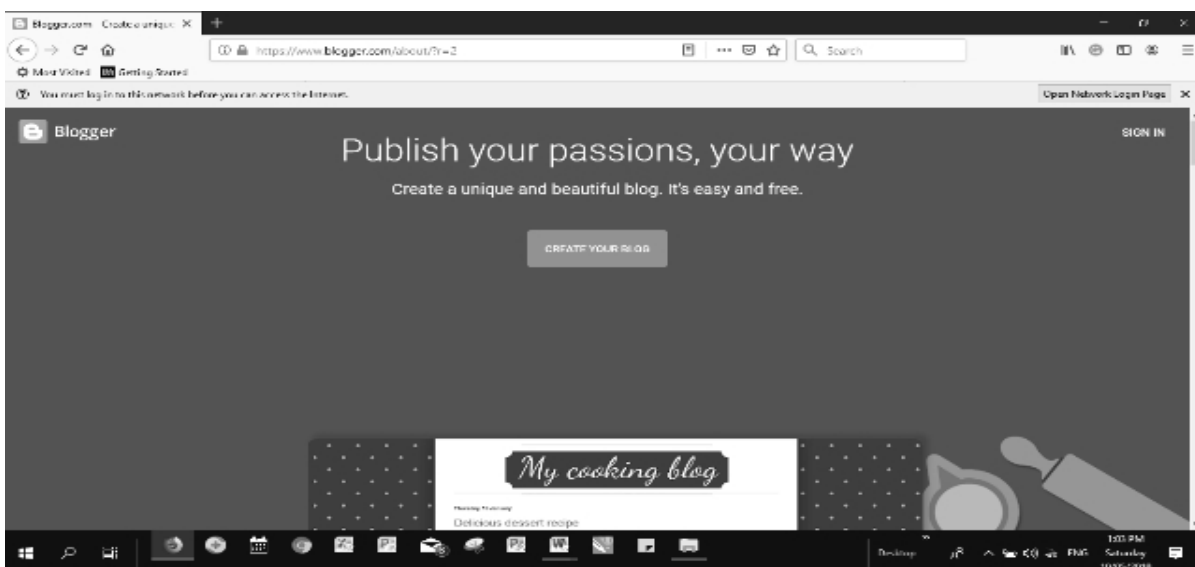 Blogger.com Create a unique
https://www.blogger.com/about/?r=2
Search
Most Visited Getting Started
You must log in to this network before you can access the Internet.
Open Network Login Page
Blogger
SIGN IN
Publish your passions, your way
Create a unique and beautiful blog. It's easy and free.
CREATE YOUR BLOG
My cooking blog
Delicious dessert recipe
Desktop
ENG
1:03 PM
Saturday